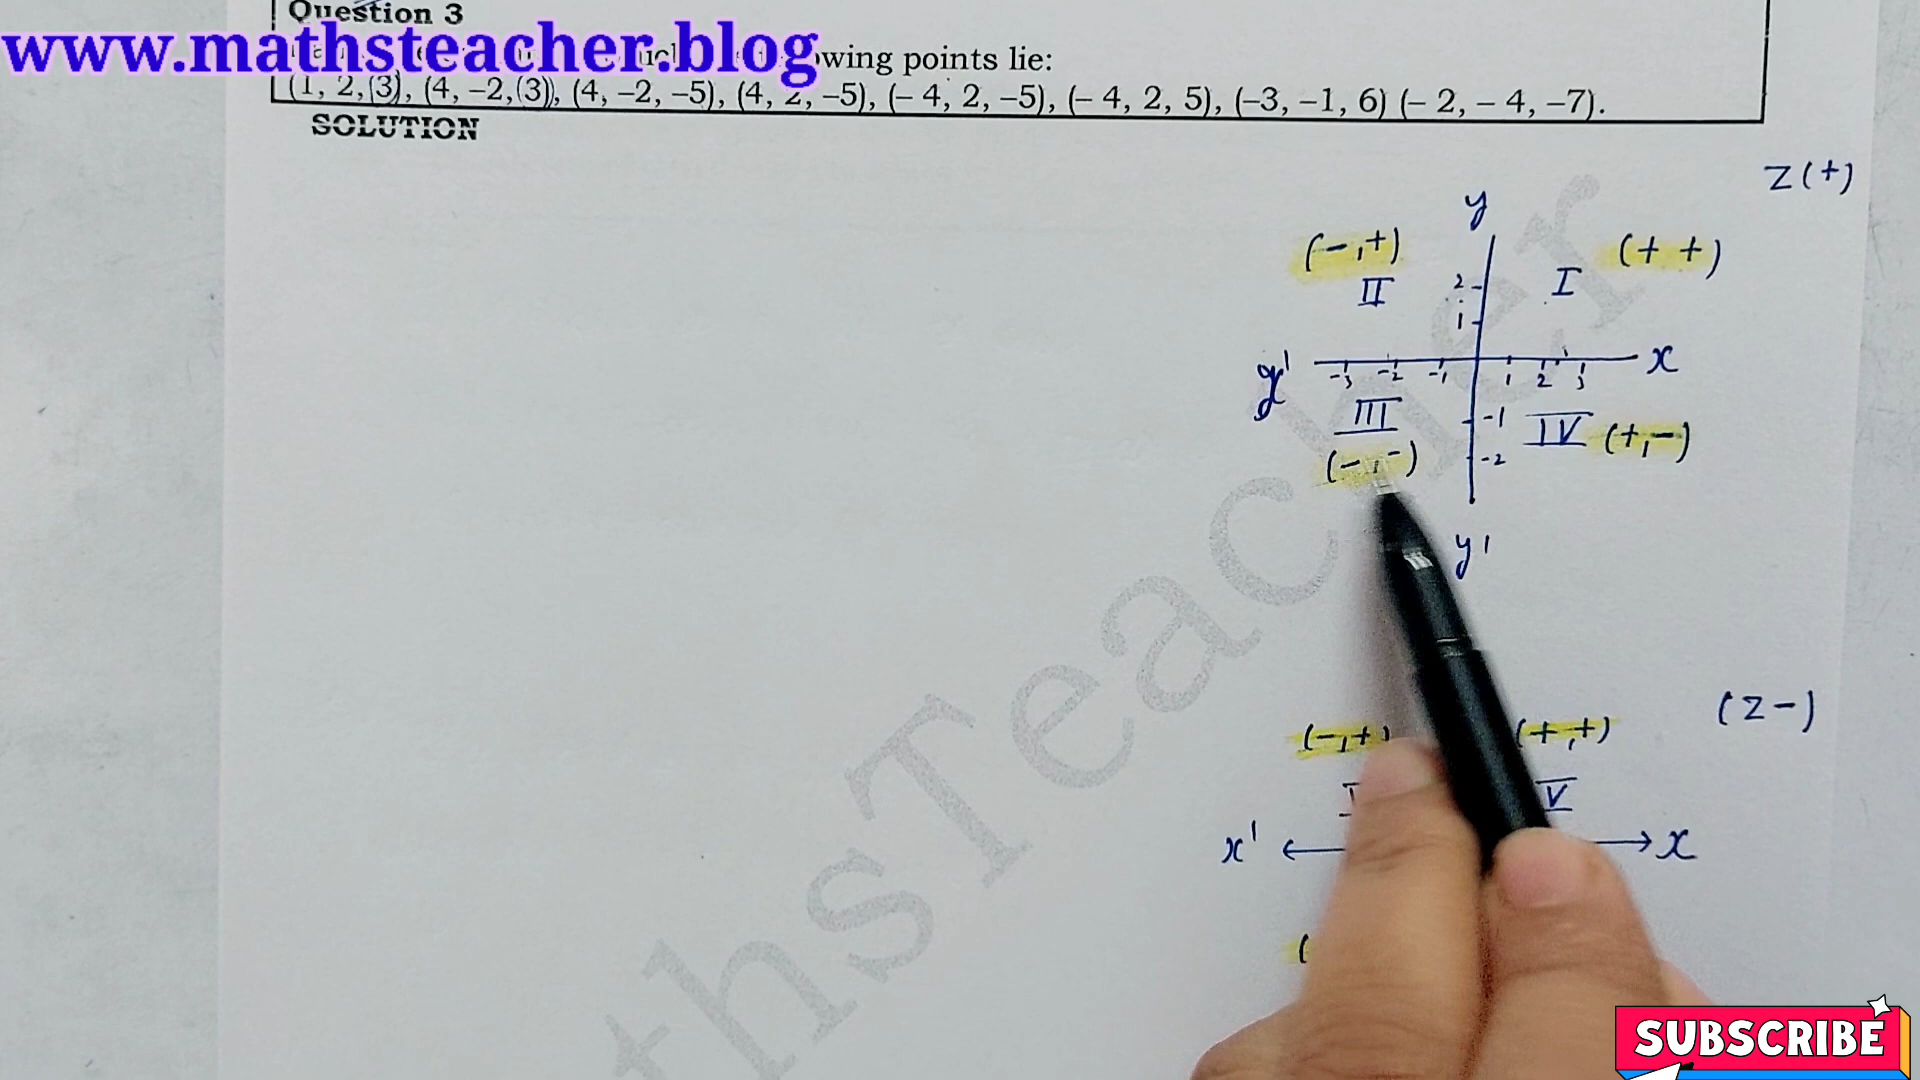 Question 3
www.mathsteacher.blog
owing points lie:
(1, 2, (3), (4, –2, (3)), (4, –2, –5), (4, 2, –5), (– 4, 2, –5), (– 4, 2, 5), (–3, –1, 6) (– 2, – 4, –7).
SOLUTION
Z (+)
y
(-,+)
(+ +)
II
2
I
1
x
-3 -2 -1 1 2 3
III
-1
IV (+,-)
(-,-)
-2
y'
(Z -)
(-,+)
(+,+)
V
x'
x
thsTeacher
SUBSCRIBE